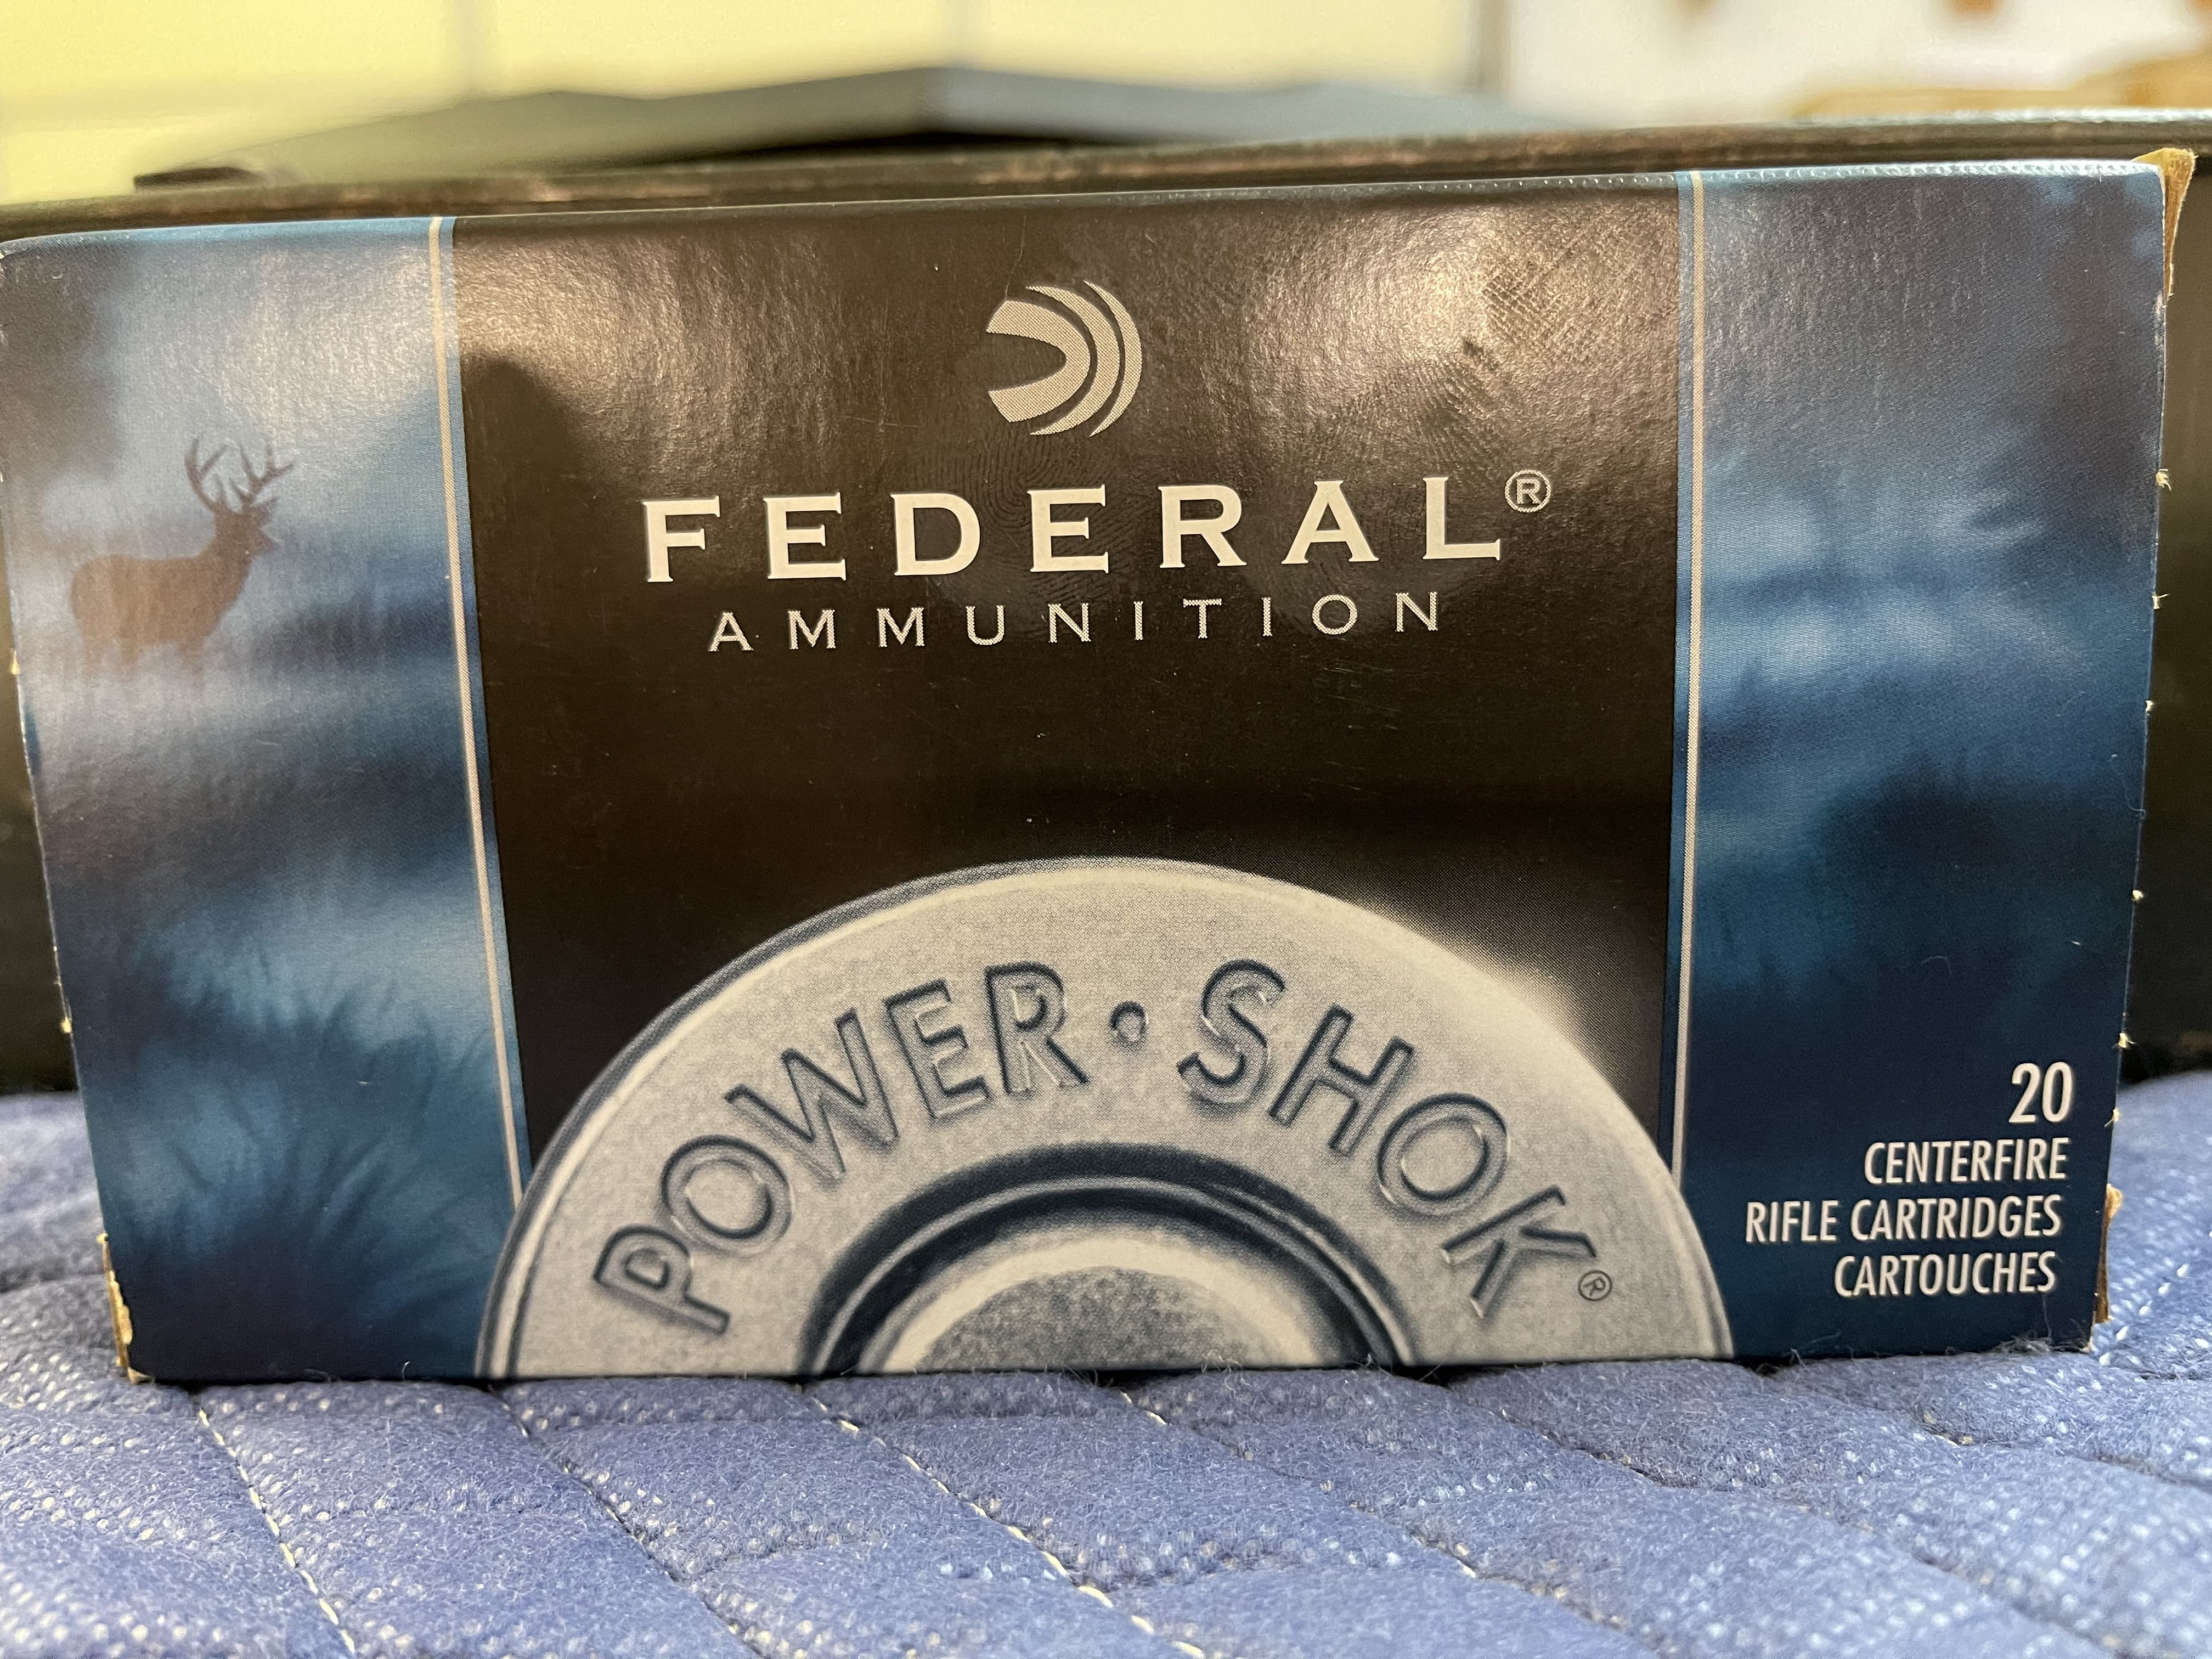 FEDERAL®
AMMUNITION
POWER·SHOK®
20
CENTERFIRE
RIFLE CARTRIDGES
CARTOUCHES